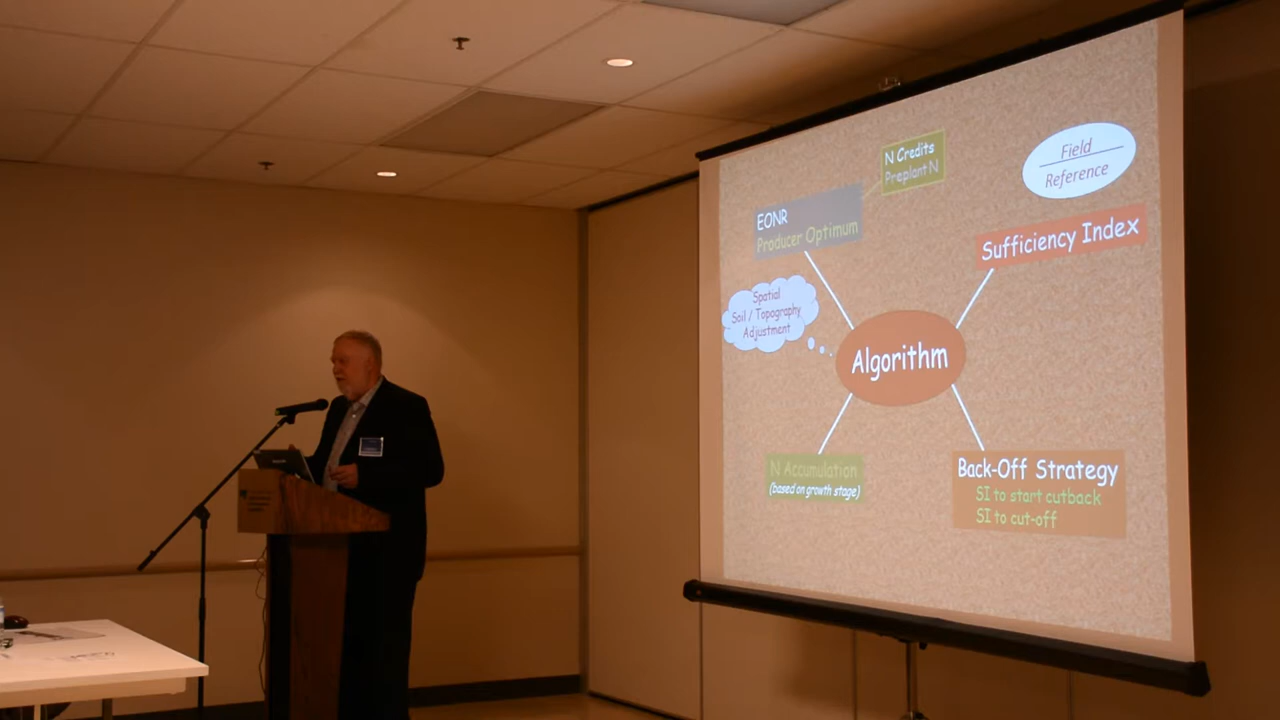 N Credits
Preplant N
Field
Reference
EONR
Producer Optimum
Sufficiency Index
Spatial
Soil / Topography
Adjustment
Algorithm
N Accumulation
(based on growth stage)
Back-Off Strategy
SI to start cutback
SI to cut-off